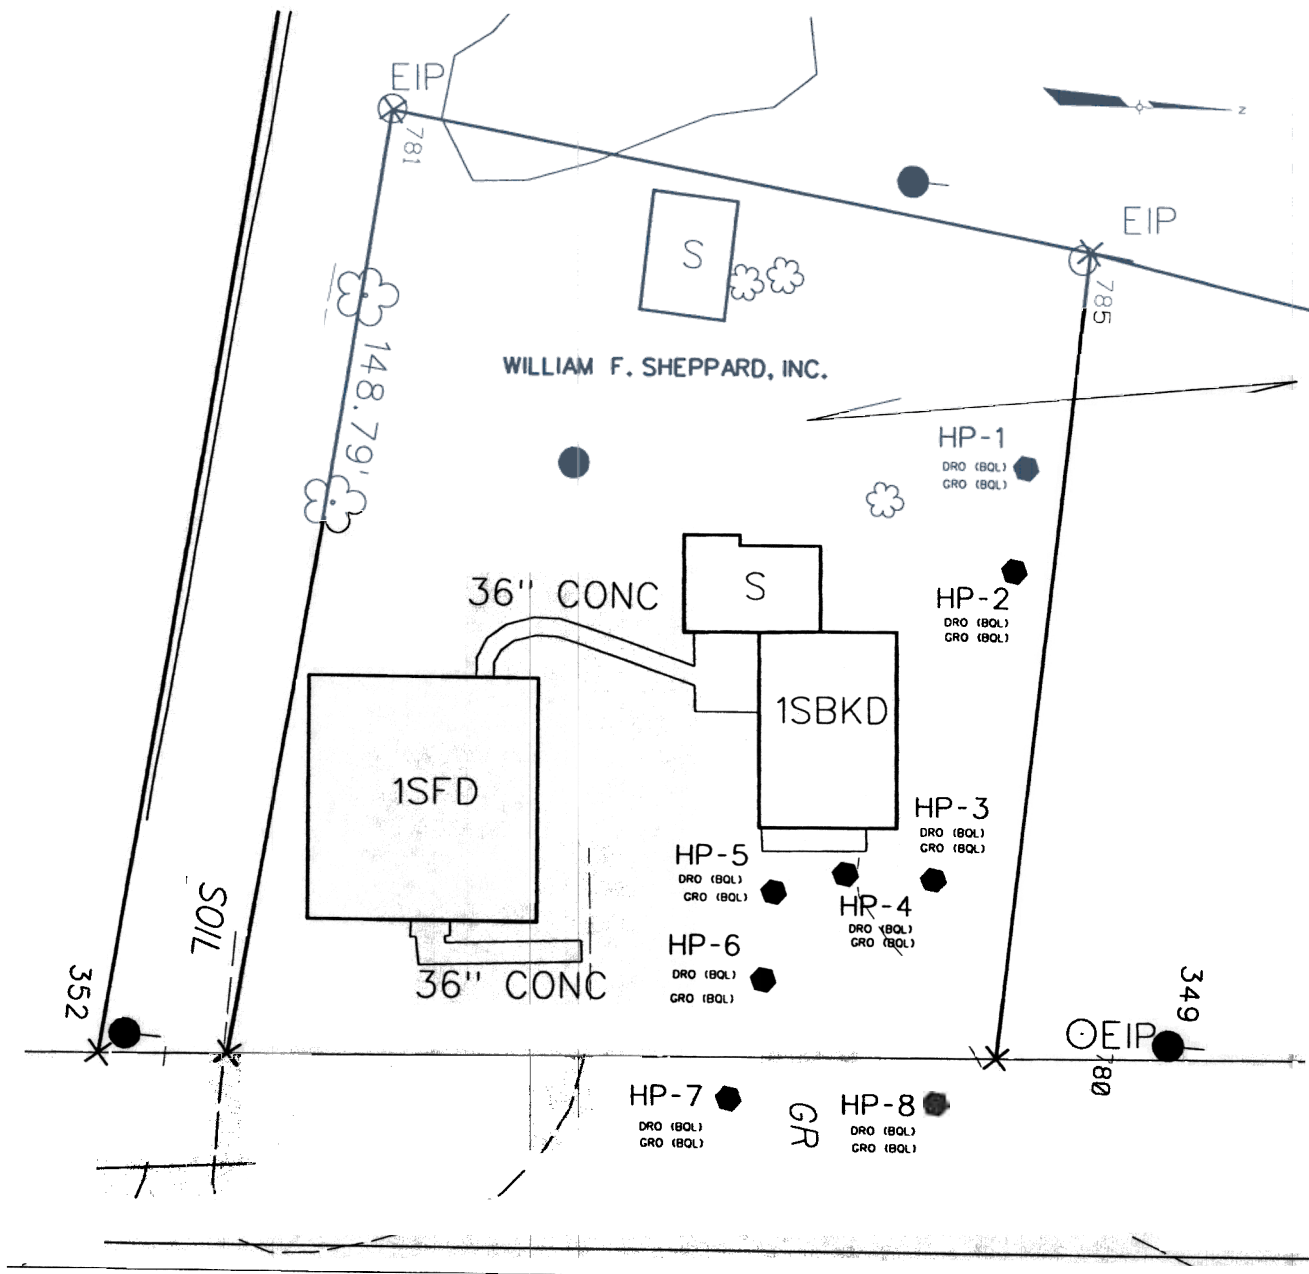 EIP
781
N
EIP
785
S
148.79'
WILLIAM F. SHEPPARD, INC.
HP-1
DRO (BQL)
GRO (BQL)
36" CONC
S
HP-2
DRO (BQL)
GRO (BQL)
1SBKD
1SFD
HP-3
DRO (BQL)
GRO (BQL)
HP-5
DRO (BQL)
GRO (BQL)
HP-4
DRO (BQL)
GRO (BQL)
SOIL
HP-6
DRO (BQL)
GRO (BQL)
36" CONC
352
349
EIP
780
HP-7
DRO (BQL)
GRO (BQL)
GR
HP-8
DRO (BQL)
GRO (BQL)